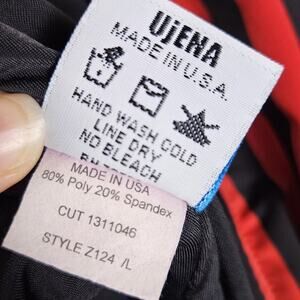 UjENA
MADE IN U.S.A.
HAND WASH COLD
LINE DRY
NO BLEACH
MADE IN USA
80% Poly 20% Spandex
CUT 1311046
STYLE Z124 /L